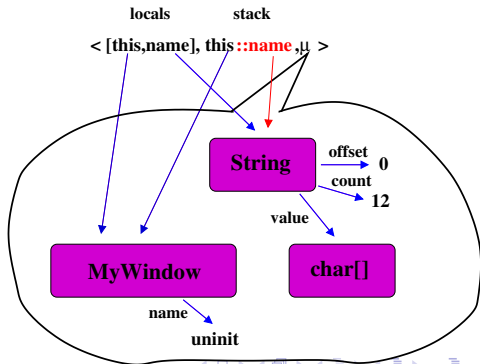 locals stack
< [this,name], this ::name ,μ >
String
offset
0
count
12
value
MyWindow
char[]
name
uninit